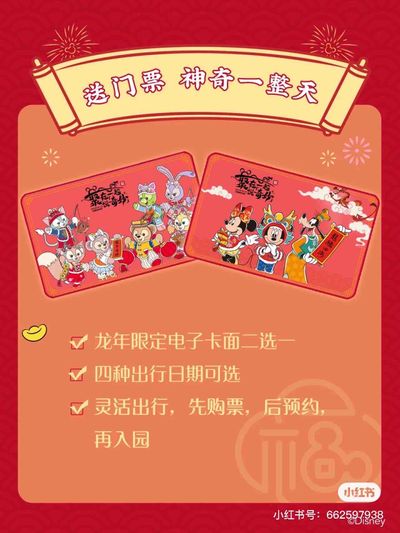 送门票 神奇一整天
龙年限定电子卡面二选一
四种出行日期可选
灵活出行，先购票，后预约，
再入园
福
小红书
小红书号：662597938
©Disney